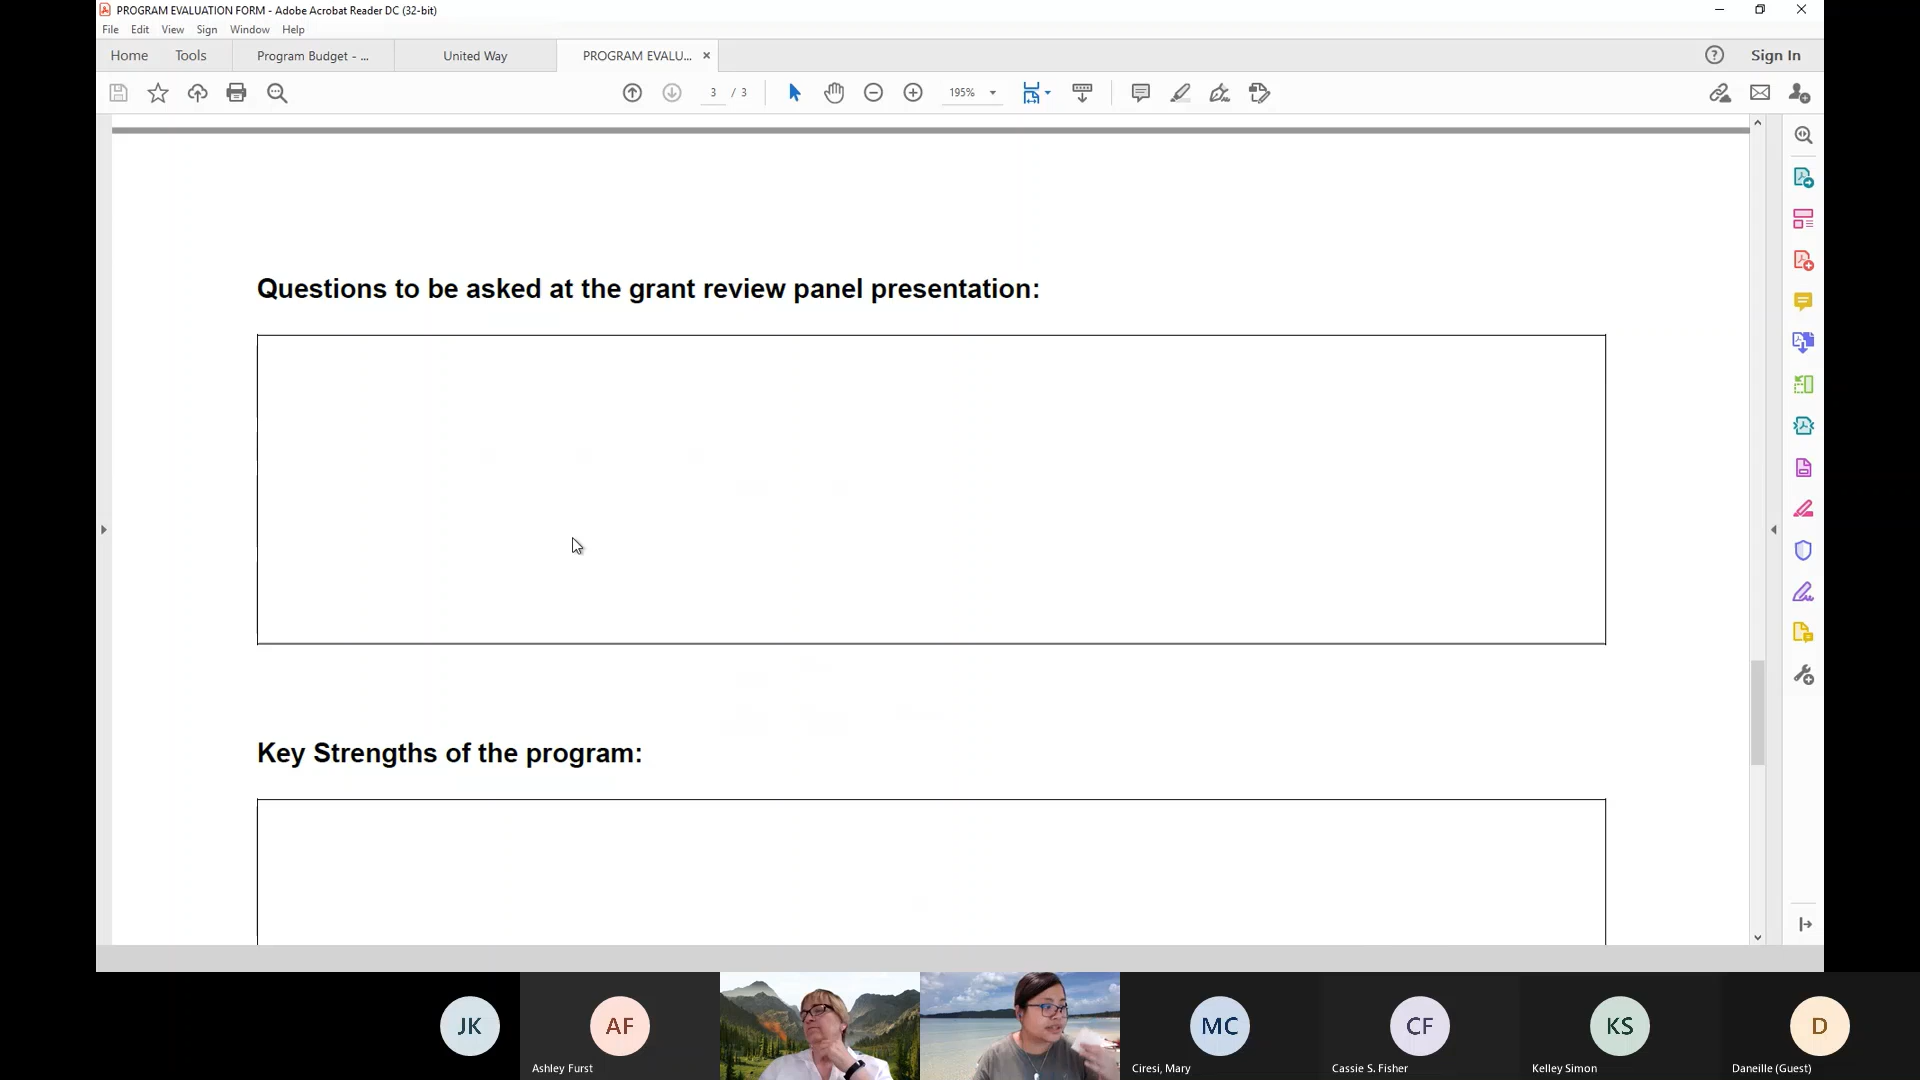 PROGRAM EVALUATION FORM - Adobe Acrobat Reader DC (32-bit)
File Edit View Sign Window Help
Home Tools Program Budget - ... United Way PROGRAM EVALU... × Sign In
3 / 3 195%
Questions to be asked at the grant review panel presentation:
Key Strengths of the program:
JK AF MC CF KS D
Ashley Furst Ciresi, Mary Cassie S. Fisher Kelley Simon Daneille (Guest)